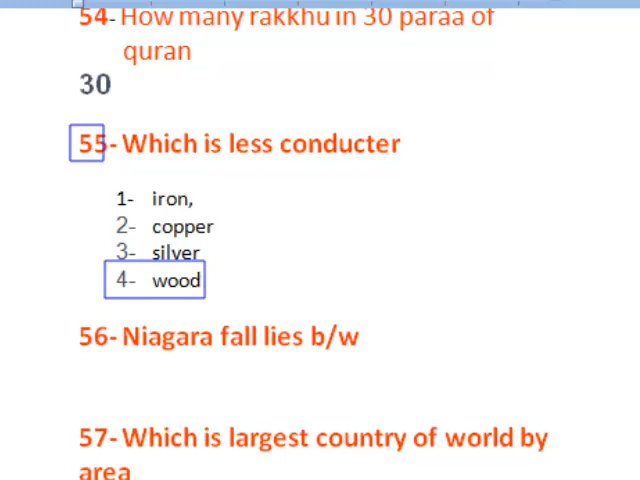 54- How many rakkhu in 30 paraa of
quran
30
55- Which is less conducter
1- iron,
2- copper
3- silver
4- wood
56- Niagara fall lies b/w
57- Which is largest country of world by
area